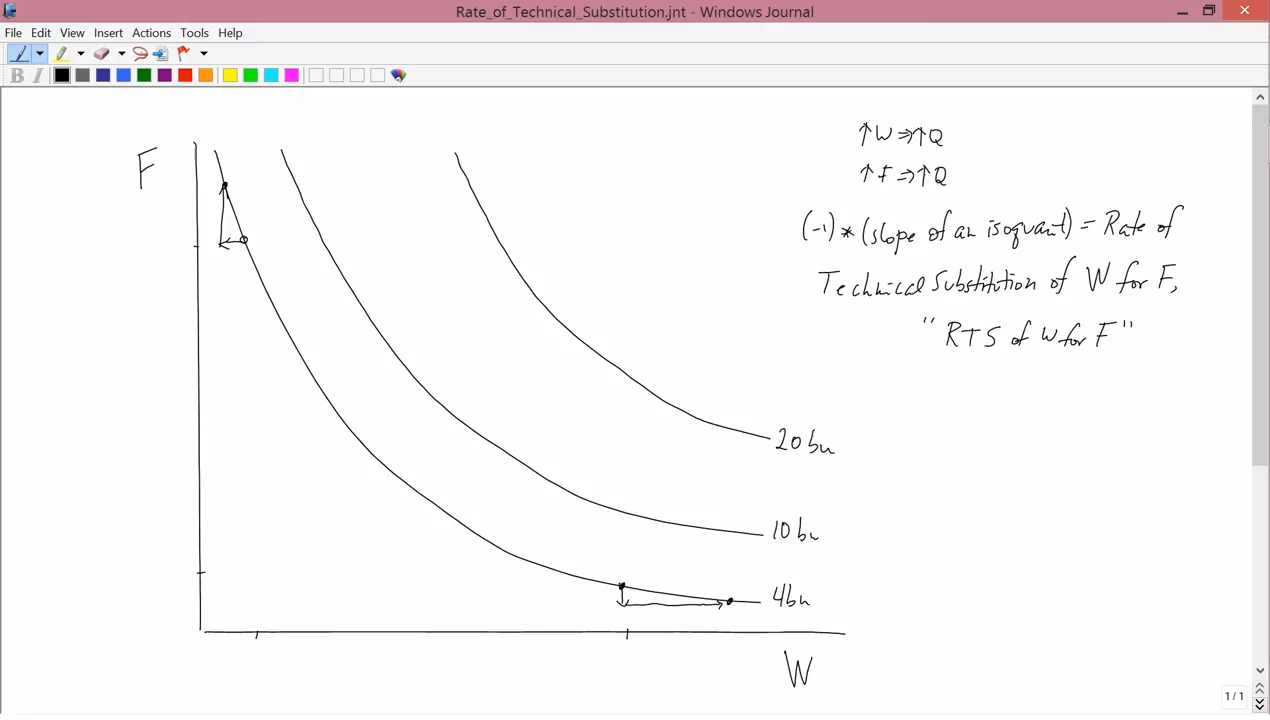 Rate_of_Technical_Substitution.jnt - Windows Journal
File Edit View Insert Actions Tools Help
B I
F
↑W⇒↑Q
↑F⇒↑Q
(-1)*(slope of an isoquant) = Rate of
Technical Substitution of W for F,
"RTS of W for F"
20 bu
10 bu
4 bu
W
1 / 1